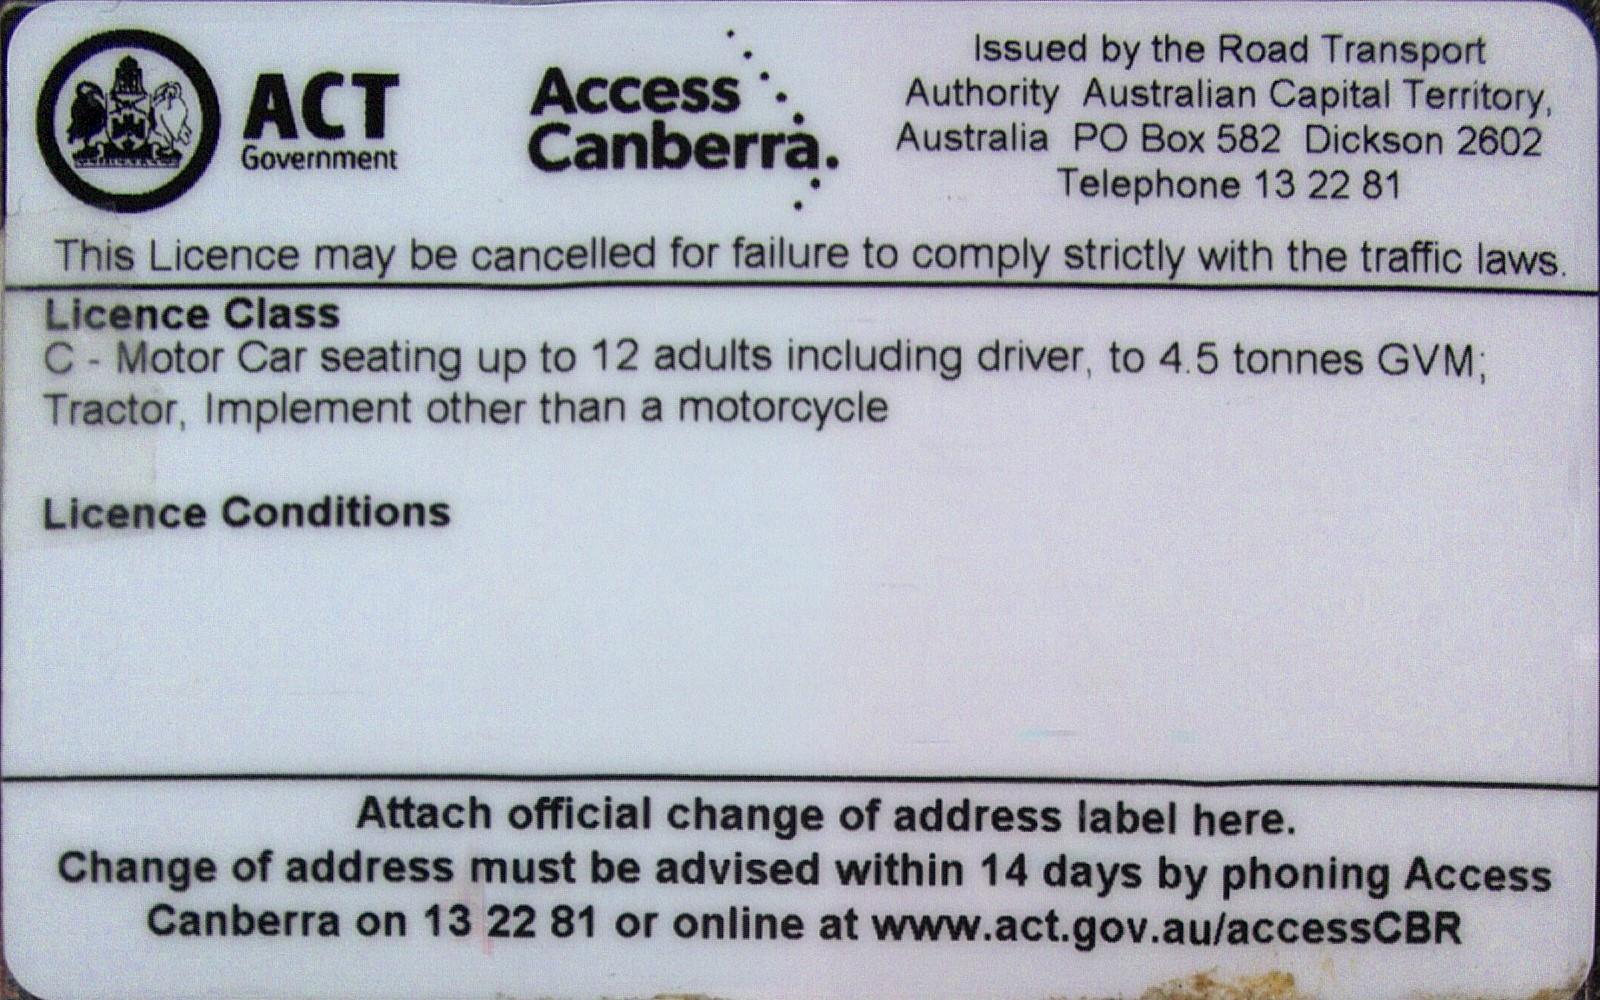 ACT
Government
Access
Canberra.
Issued by the Road Transport
Authority Australian Capital Territory,
Australia PO Box 582 Dickson 2602
Telephone 13 22 81
This Licence may be cancelled for failure to comply strictly with the traffic laws.
Licence Class
C - Motor Car seating up to 12 adults including driver, to 4.5 tonnes GVM;
Tractor, Implement other than a motorcycle
Licence Conditions
Attach official change of address label here.
Change of address must be advised within 14 days by phoning Access
Canberra on 13 22 81 or online at www.act.gov.au/accessCBR